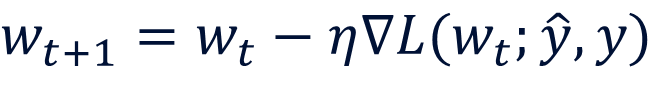 w_{t+1} = w_t − η∇L(w_t; ŷ, y)